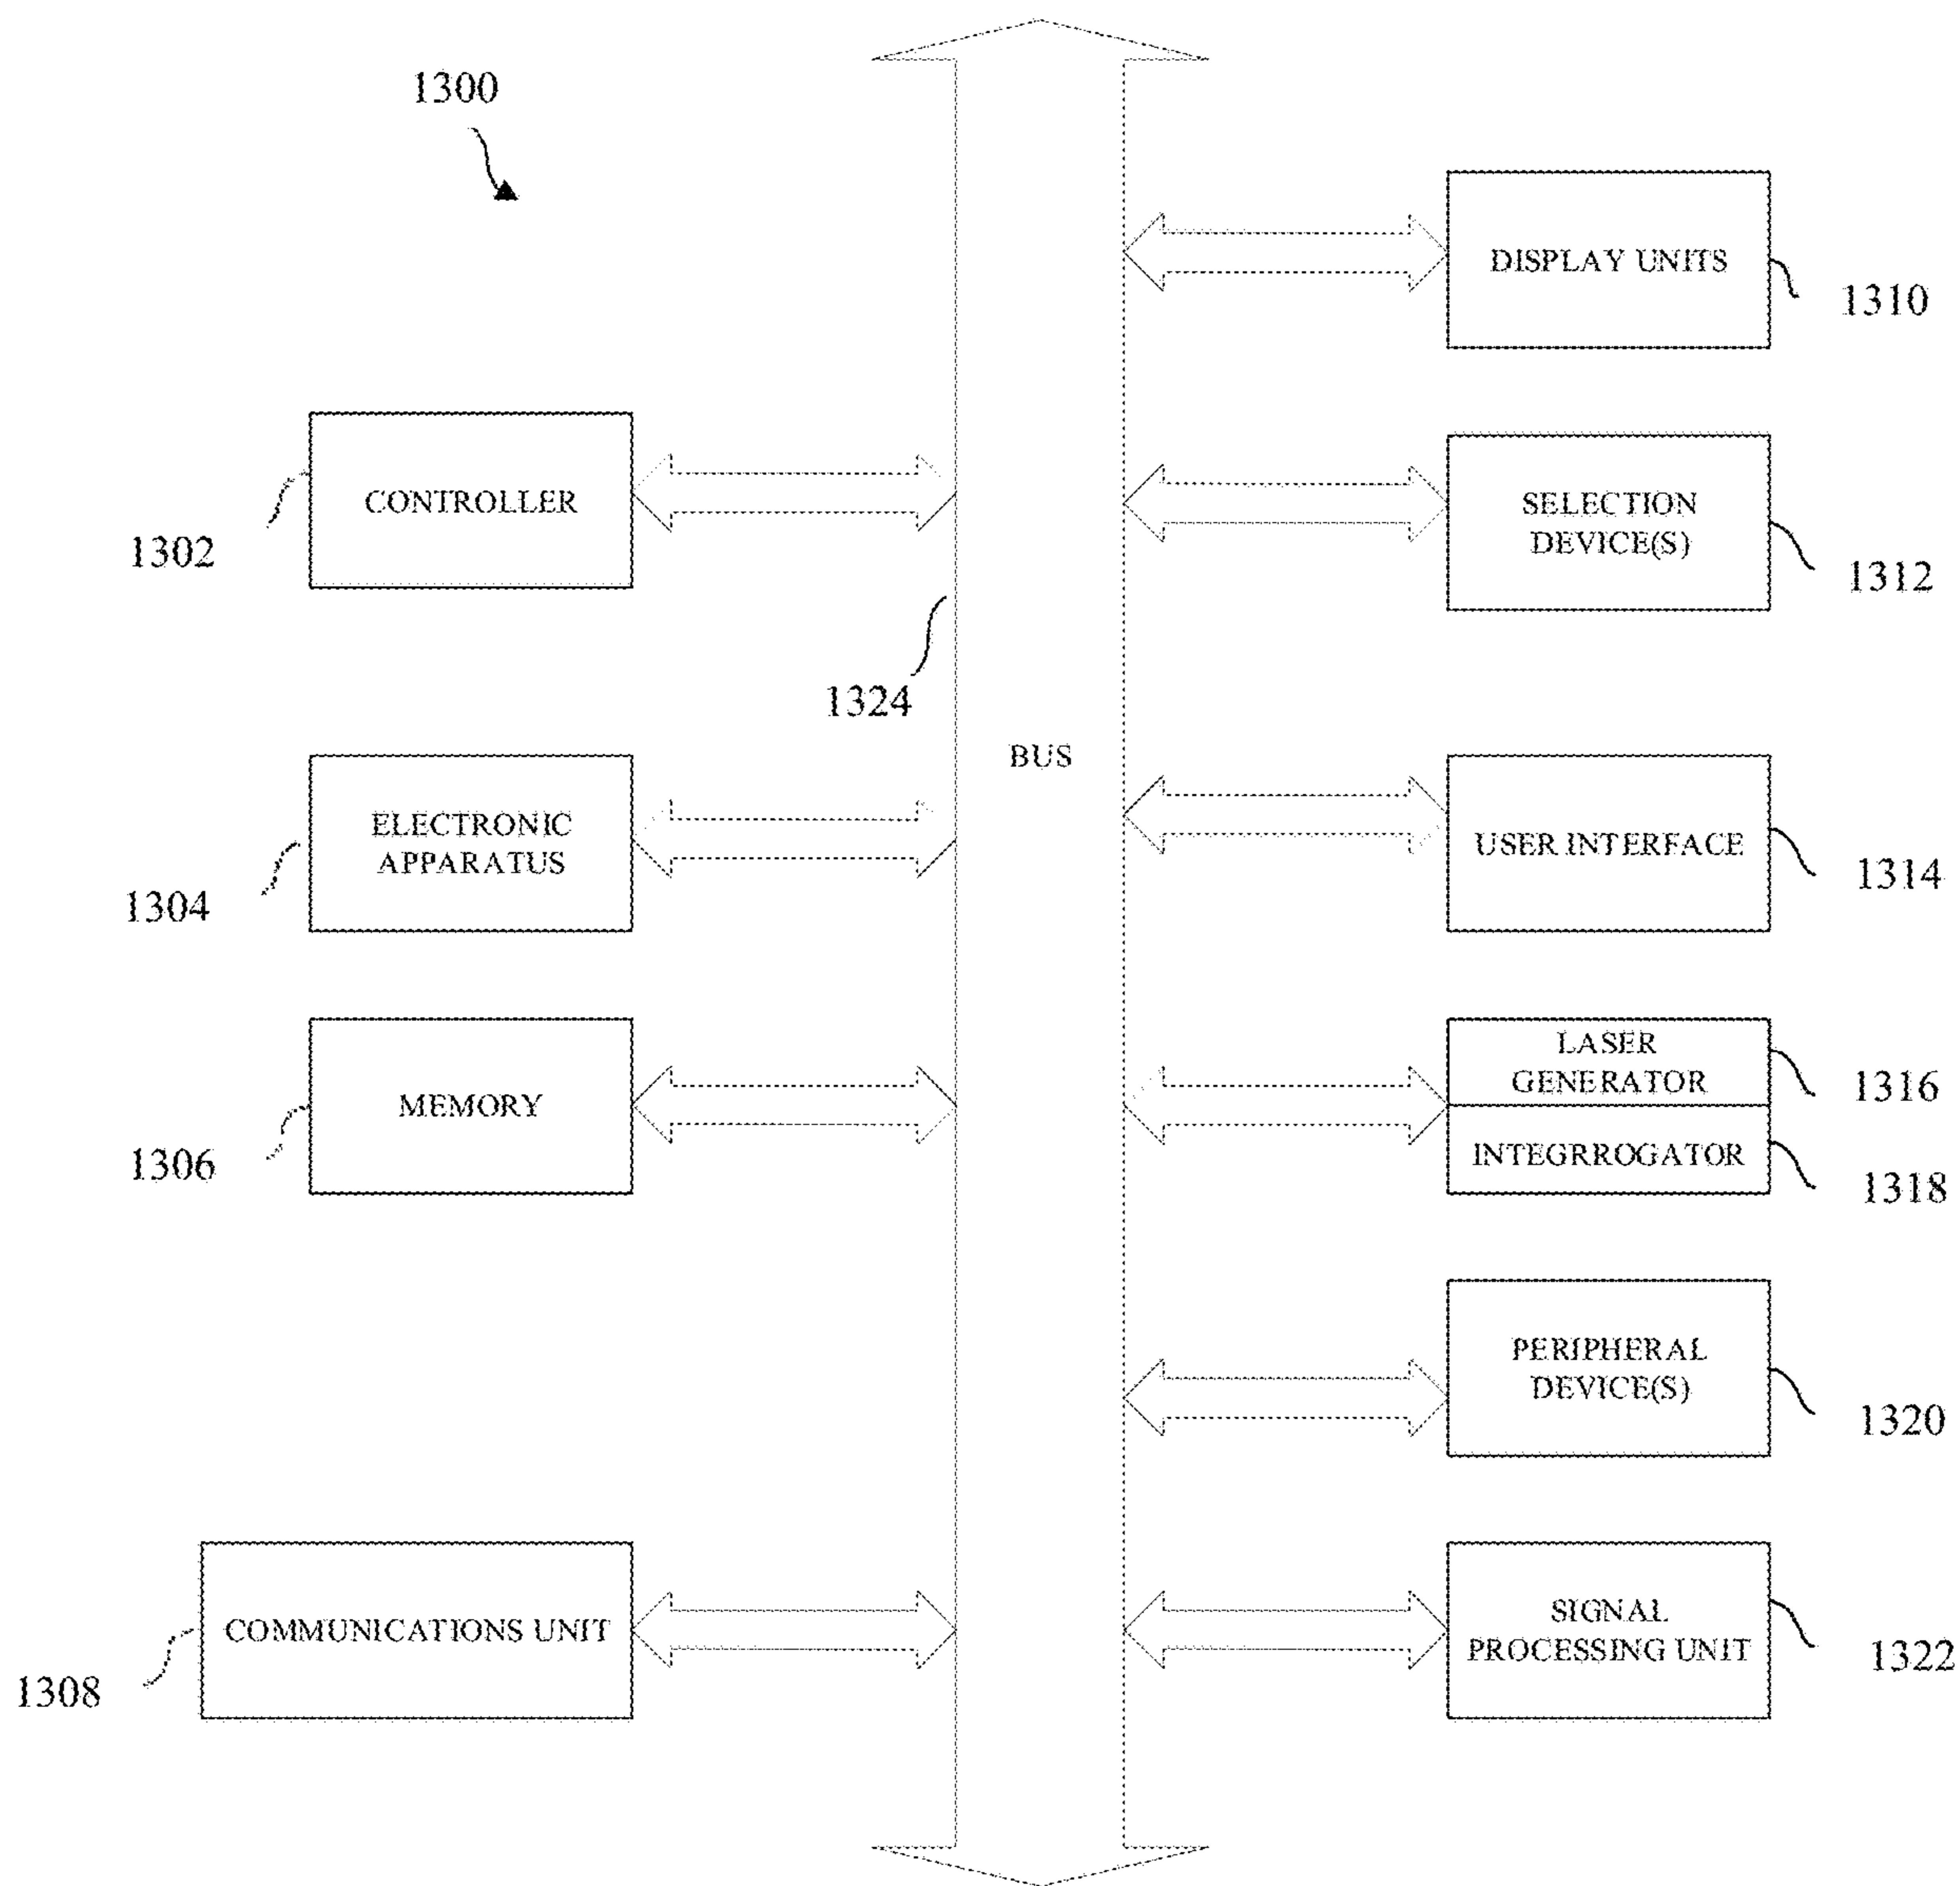 1300
DISPLAY UNITS
1310
CONTROLLER
1302
SELECTION
DEVICE(S)
1312
1324
BUS
ELECTRONIC
APPARATUS
1304
USER INTERFACE
1314
MEMORY
1306
LASER
GENERATOR
1316
INTEGRROGATOR
1318
PERIPHERAL
DEVICE(S)
1320
COMMUNICATIONS UNIT
1308
SIGNAL
PROCESSING UNIT
1322